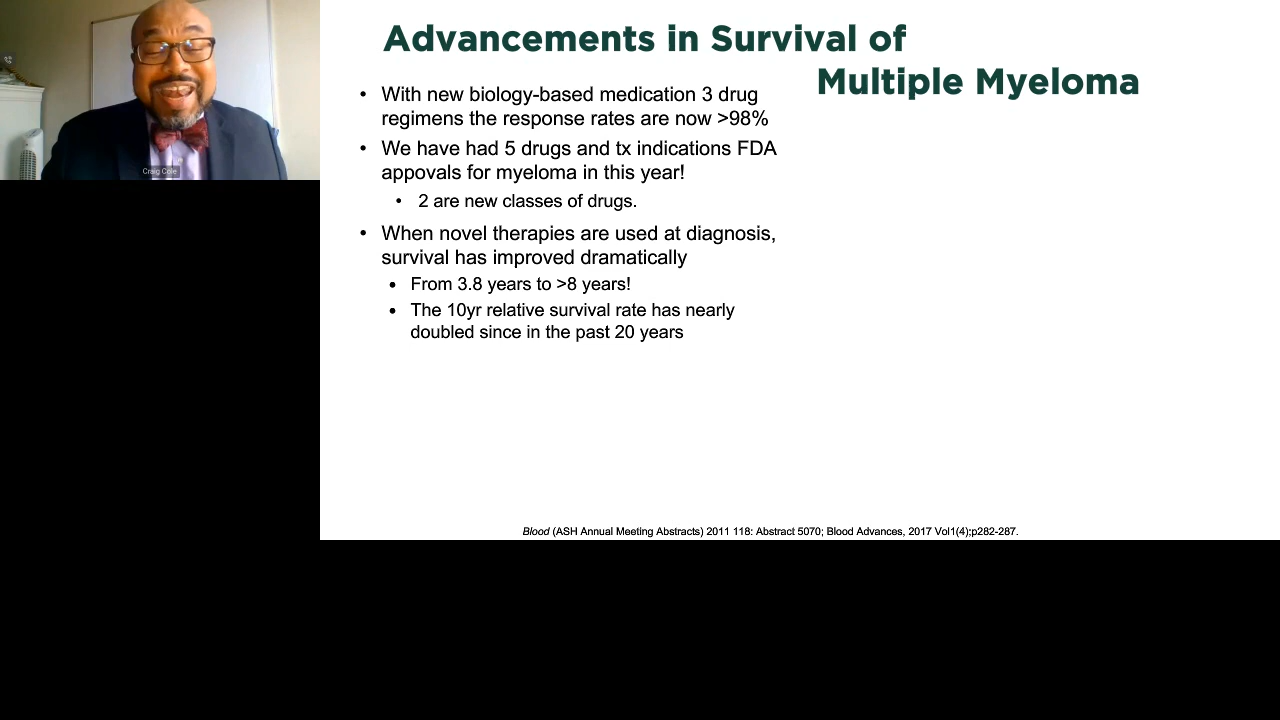 Advancements in Survival of
Multiple Myeloma
• With new biology-based medication 3 drug
regimens the response rates are now >98%
• We have had 5 drugs and tx indications FDA
appovals for myeloma in this year!
• 2 are new classes of drugs.
• When novel therapies are used at diagnosis,
survival has improved dramatically
• From 3.8 years to >8 years!
• The 10yr relative survival rate has nearly
doubled since in the past 20 years
Craig Cole
Blood (ASH Annual Meeting Abstracts) 2011 118: Abstract 5070; Blood Advances, 2017 Vol1(4);p282-287.